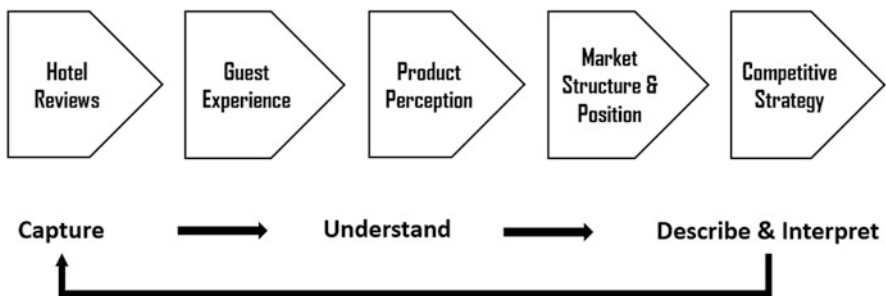 Hotel
Reviews
Guest
Experience
Product
Perception
Market
Structure &
Position
Competitive
Strategy
Capture
Understand
Describe & Interpret